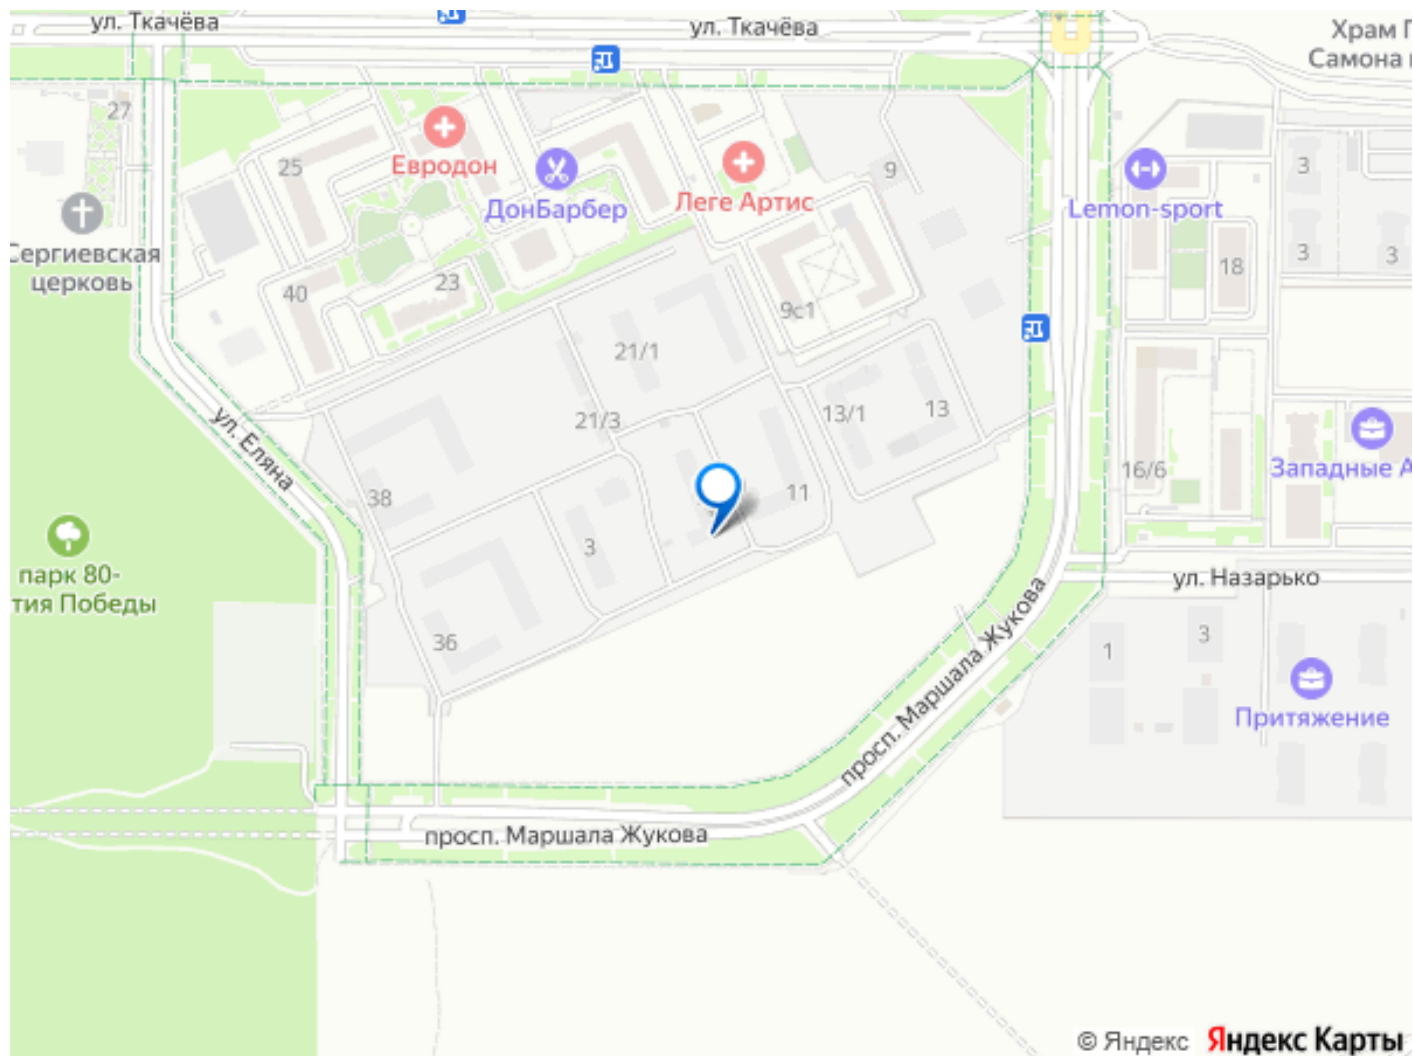 ул. Ткачёва
ул. Ткачёва
Храм Г
Самона и
27
25
Евродон
ДонБарбер
Леге Артис
9
Lemon-sport
3
Сергиевская
церковь
40
23
9с1
18
3
3
21/1
21/3
13/1
13
ул. Еляна
38
11
16/6
Западные А
3
парк 80-
тия Победы
ул. Назарько
36
1
3
просп. Маршала Жукова
Притяжение
просп. Маршала Жукова
© Яндекс Яндекс Карты